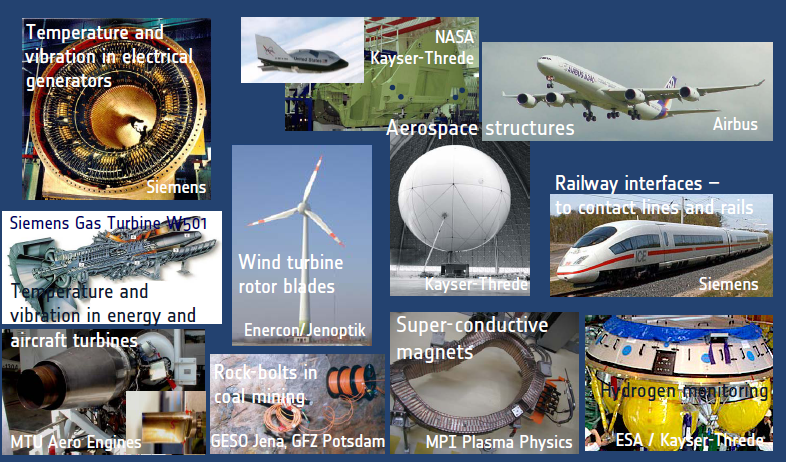 Temperature and
vibration in electrical
generators
Siemens
NASA
Kayser-Threde
Airbus
Aerospace structures
Siemens Gas Turbine W501
Temperature and
vibration in energy and
aircraft turbines
MTU Aero Engines
Wind turbine
rotor blades
Enercon/Jenoptik
Kayser-Threde
Railway interfaces –
to contact lines and rails
ICE
Siemens
Rock-bolts in
coal mining
GESO Jena, GFZ Potsdam
Super-conductive
magnets
MPI Plasma Physics
Hydrogen monitoring
ESA / Kayser-Threde